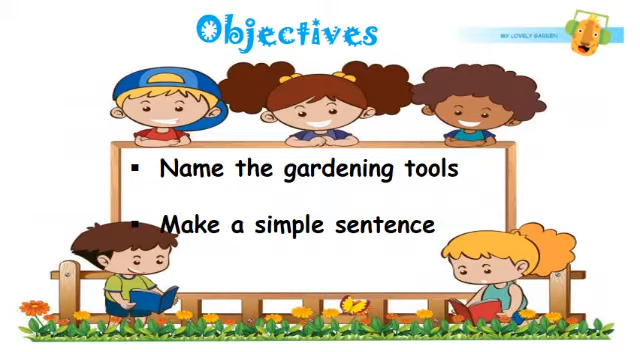 Objectives
MY LOVELY GARDEN
▪ Name the gardening tools
▪ Make a simple sentence